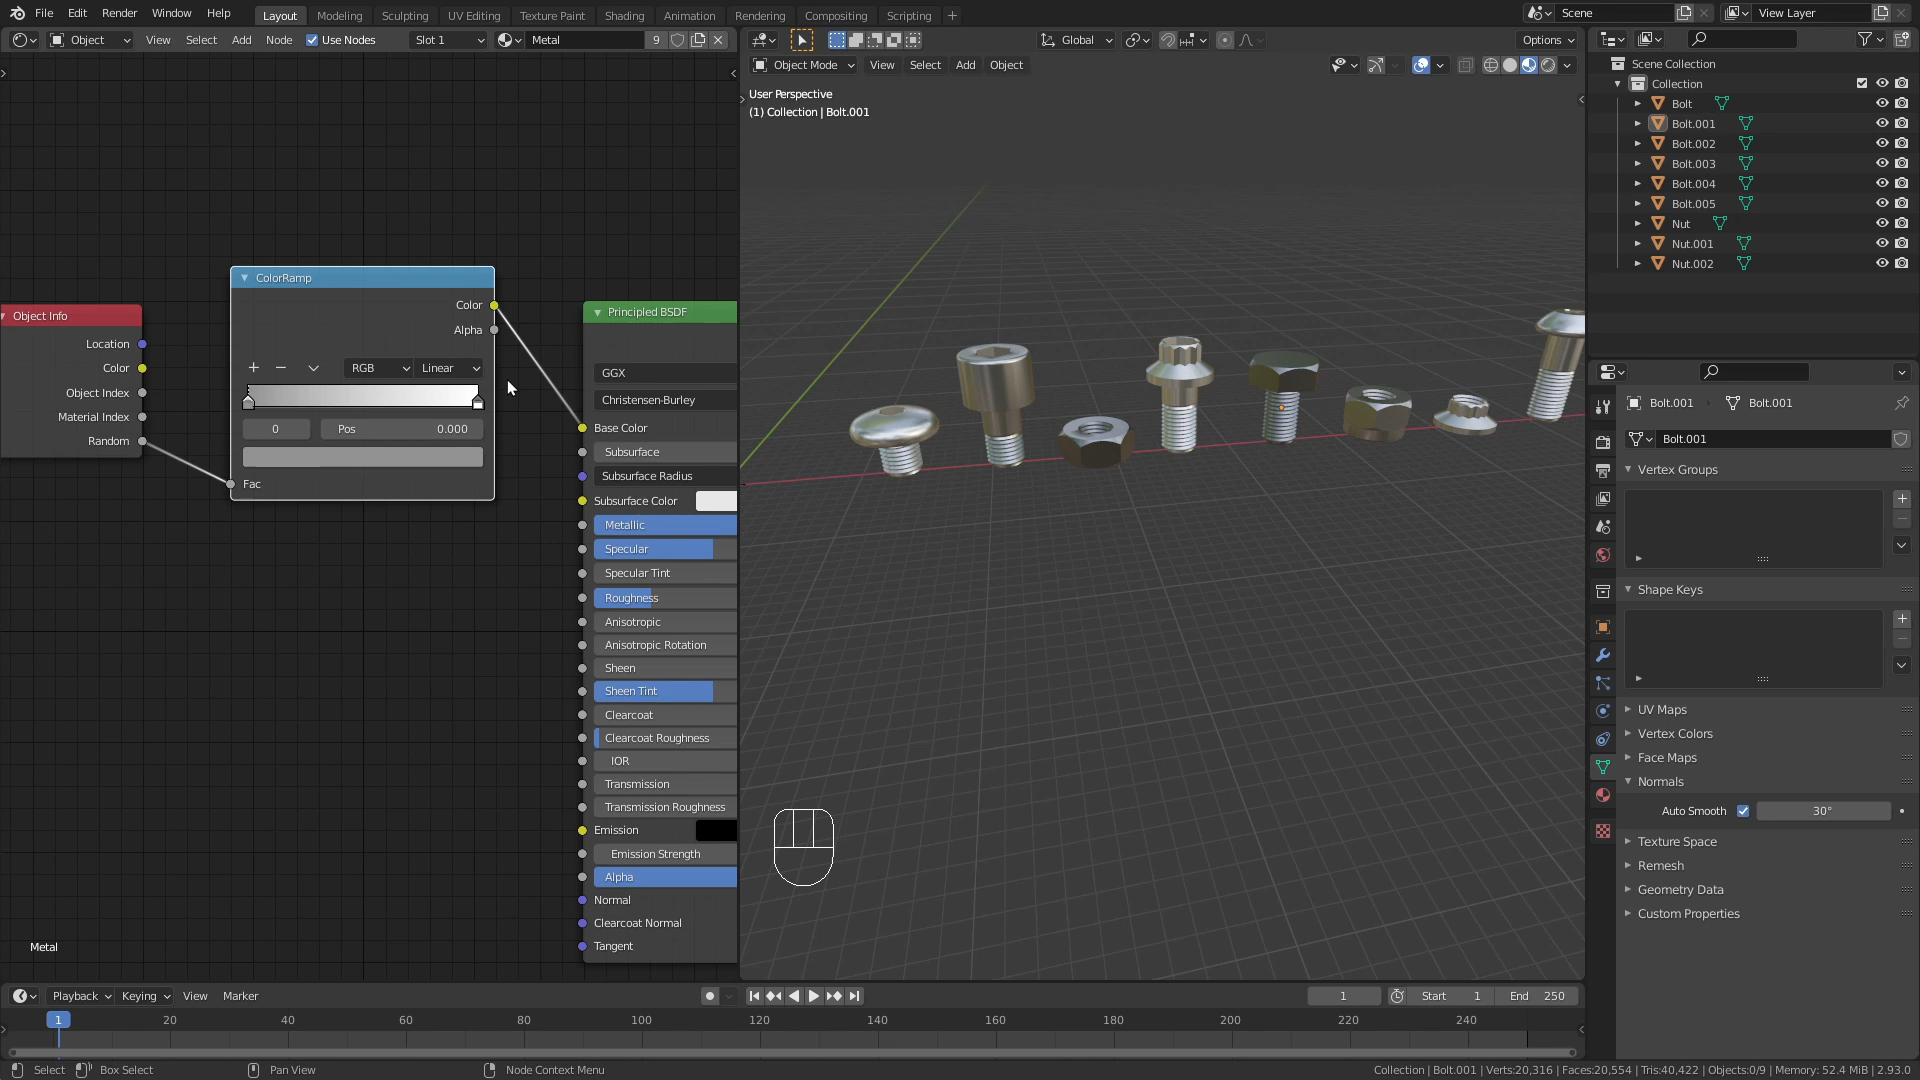 File Edit Render Window Help Layout Modeling Sculpting UV Editing Texture Paint Shading Animation Rendering Compositing Scripting + Scene View Layer
Object View Select Add Node Use Nodes Slot 1 Metal 9 Global Options
Object Mode View Select Add Object
User Perspective
(1) Collection | Bolt.001
Scene Collection
Collection
Bolt
Bolt.001
Bolt.002
Bolt.003
Bolt.004
Bolt.005
Nut
Nut.001
Nut.002
Object Info
Location
Color
Object Index
Material Index
Random
ColorRamp
Color
Alpha
RGB Linear
0 Pos 0.000
Fac
Principled BSDF
GGX
Christensen-Burley
Base Color
Subsurface
Subsurface Radius
Subsurface Color
Metallic
Specular
Specular Tint
Roughness
Anisotropic
Anisotropic Rotation
Sheen
Sheen Tint
Clearcoat
Clearcoat Roughness
IOR
Transmission
Transmission Roughness
Emission
Emission Strength
Alpha
Normal
Clearcoat Normal
Tangent
Metal
Bolt.001 Bolt.001
Bolt.001
Vertex Groups
Shape Keys
UV Maps
Vertex Colors
Face Maps
Normals
Auto Smooth 30°
Texture Space
Remesh
Geometry Data
Custom Properties
Playback Keying View Marker 1 Start 1 End 250
1 20 40 60 80 100 120 140 160 180 200 220 240
Select Box Select Pan View Node Context Menu Collection | Bolt.001 | Verts:20,316 | Faces:20,554 | Tris:40,422 | Objects:0/9 | Memory: 52.4 MiB | 2.93.0